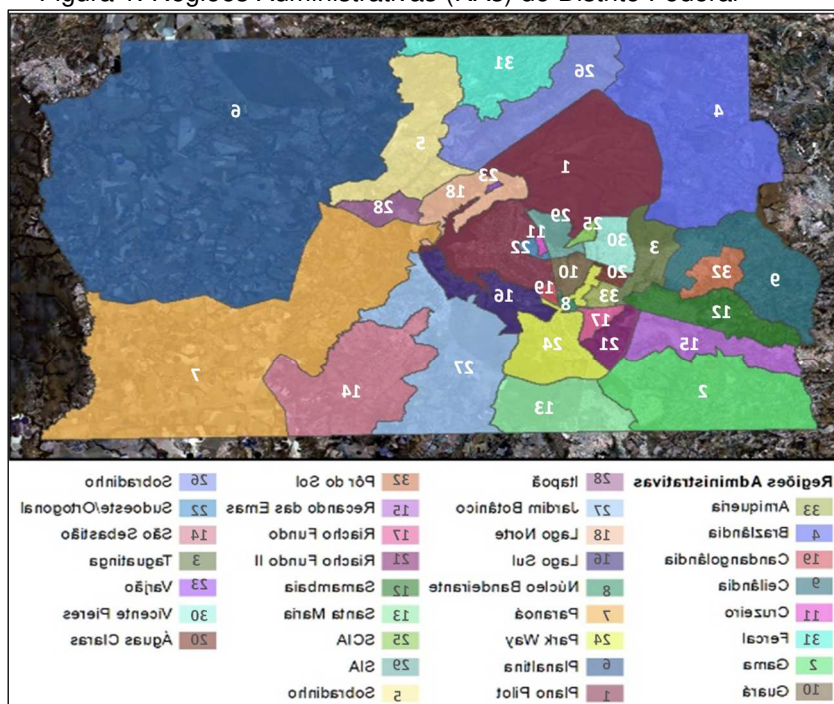 Figura 1. Regiões Administrativas (RAs) do Distrito Federal
31
26
6
4
5
1
23
18
28
29
25
11
30
3
22
10
20
32
9
19
16
8
33
12
17
24
21
15
27
7
14
2
13
Regiões Administrativas
33 Arniqueria
4 Brazlândia
19 Candangolândia
9 Ceilândia
11 Cruzeiro
31 Fercal
2 Gama
10 Guará
28 Itapoã
27 Jardim Botânico
18 Lago Norte
16 Lago Sul
8 Núcleo Bandeirante
7 Paranoá
24 Park Way
6 Planaltina
1 Plano Pilot
32 Pôr do Sol
15 Recando das Emas
17 Riacho Fundo
21 Riacho Fundo II
12 Samambaia
13 Santa Maria
25 SCIA
29 SIA
5 Sobradinho
26 Sobradinho
22 Sudoeste/Ortogonal
14 São Sebastião
3 Taguatinga
23 Varjão
30 Vicente Pieres
20 Águas Claras